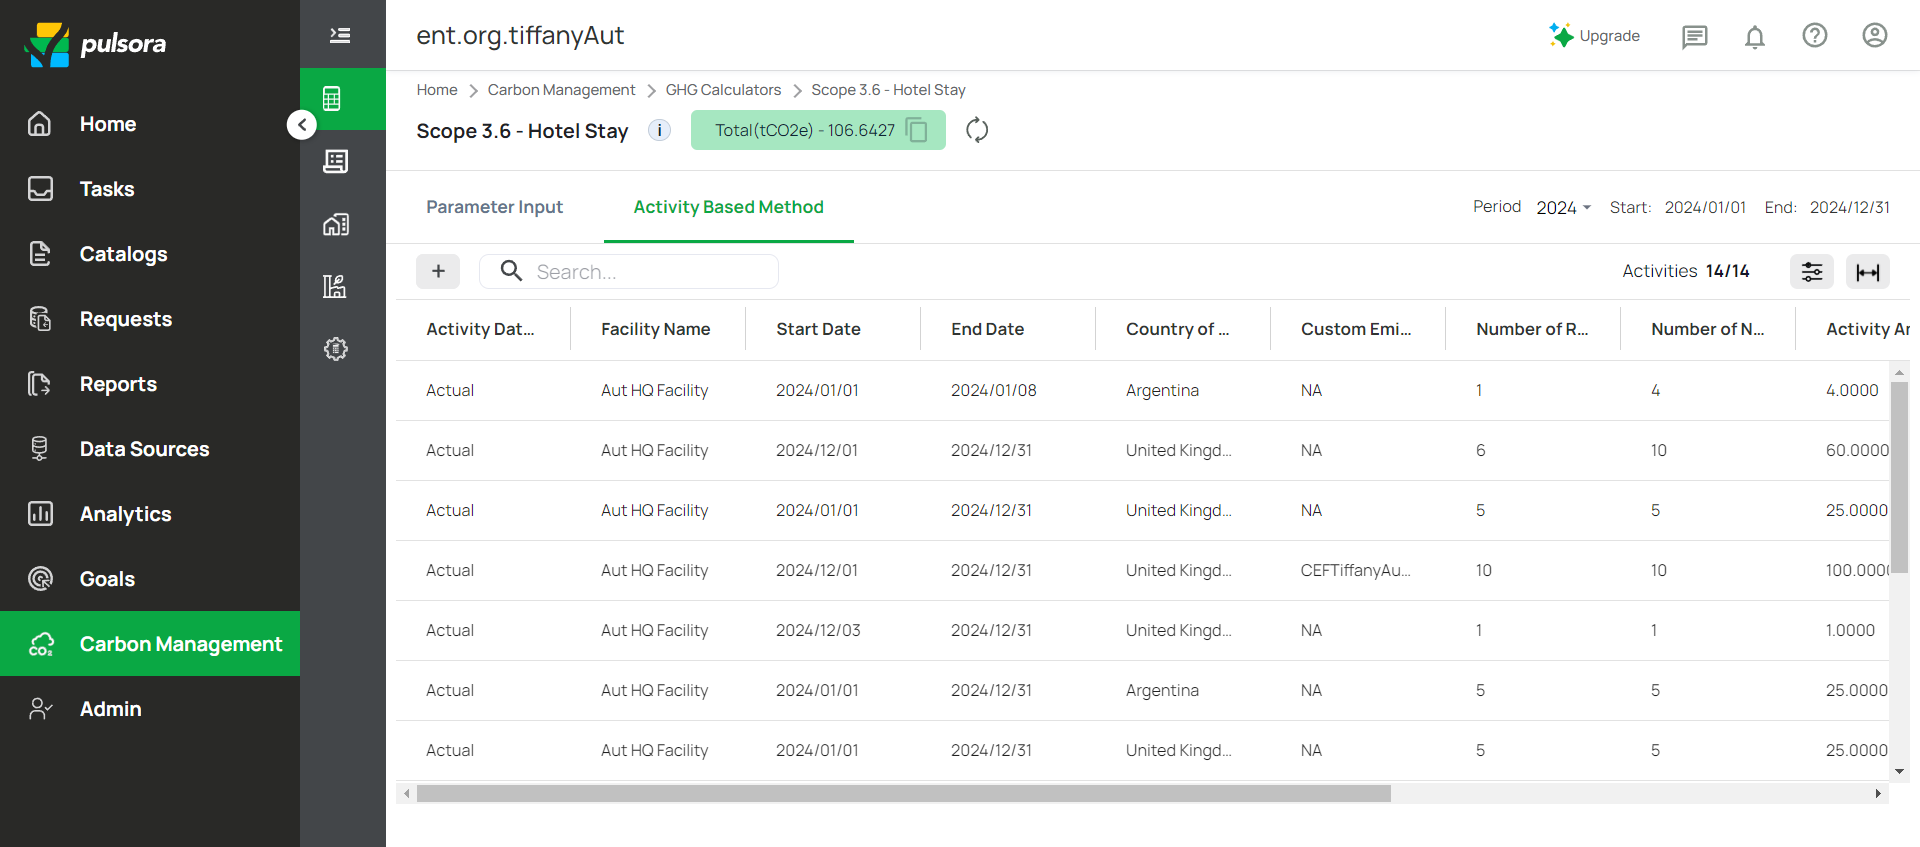 pulsora
Home
Tasks
Catalogs
Requests
Reports
Data Sources
Analytics
Goals
CO2
Carbon Management
Admin
ent.org.tiffanyAut
Upgrade
Home > Carbon Management > GHG Calculators > Scope 3.6 - Hotel Stay
Scope 3.6 - Hotel Stay i Total(tCO2e) - 106.6427
Parameter Input Activity Based Method Period 2024 Start: 2024/01/01 End: 2024/12/31
+ Search... Activities 14/14
Activity Dat... Facility Name Start Date End Date Country of ... Custom Emi... Number of R... Number of N... Activity Ar
Actual Aut HQ Facility 2024/01/01 2024/01/08 Argentina NA 1 4 4.0000
Actual Aut HQ Facility 2024/12/01 2024/12/31 United Kingd... NA 6 10 60.0000
Actual Aut HQ Facility 2024/01/01 2024/12/31 United Kingd... NA 5 5 25.0000
Actual Aut HQ Facility 2024/12/01 2024/12/31 United Kingd... CEFTiffanyAu... 10 10 100.000
Actual Aut HQ Facility 2024/12/03 2024/12/31 United Kingd... NA 1 1 1.0000
Actual Aut HQ Facility 2024/01/01 2024/12/31 Argentina NA 5 5 25.0000
Actual Aut HQ Facility 2024/01/01 2024/12/31 United Kingd... NA 5 5 25.0000